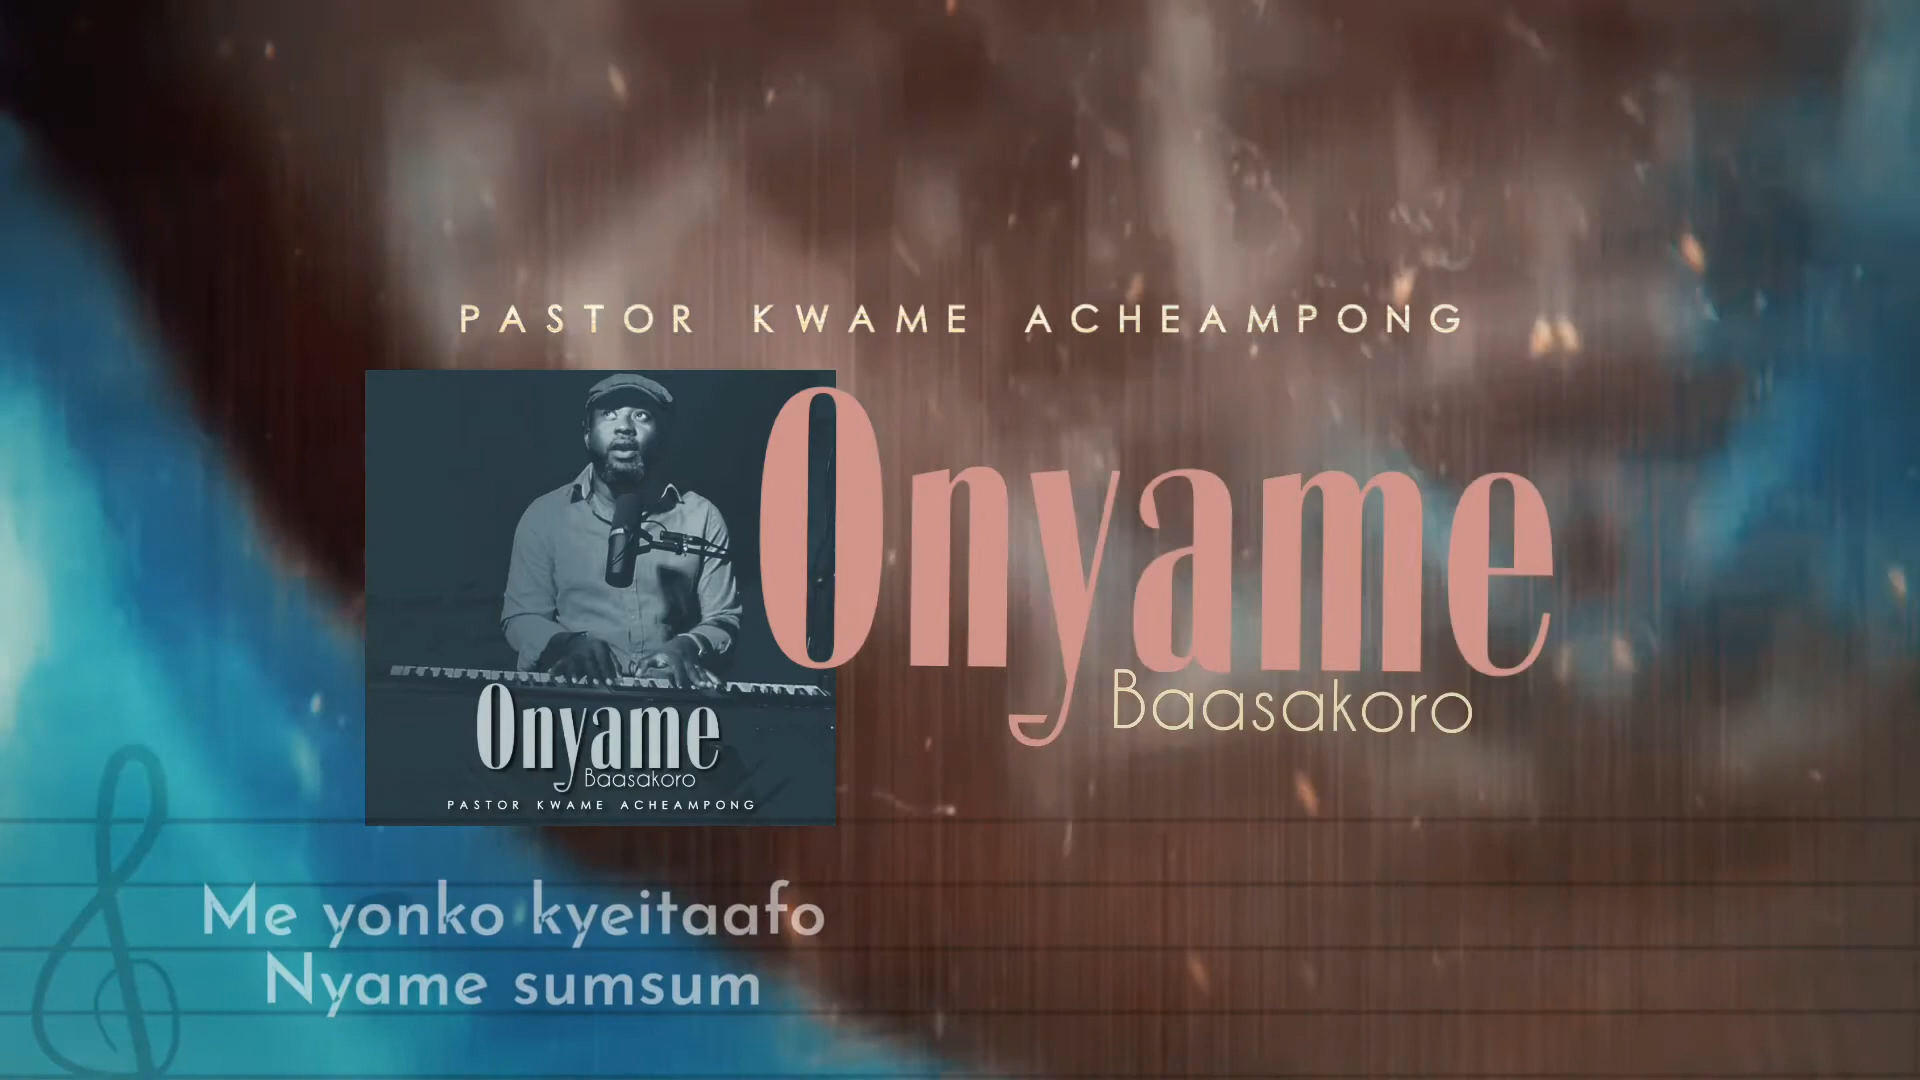 PASTOR KWAME ACHEAMPONG
Onyame
Baasakoro
Onyame
Baasakoro
PASTOR KWAME ACHEAMPONG
Me yonko kyeitaafo
Nyame sumsum